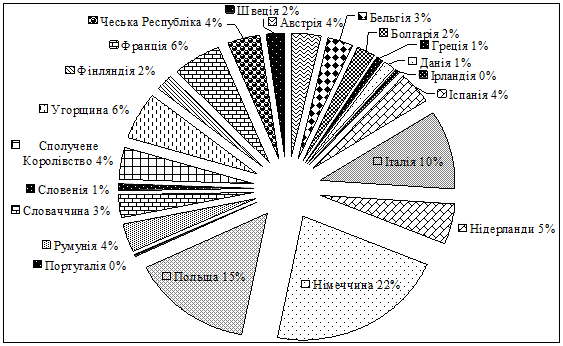 Швеція 2%
Австрія 4%
Бельгія 3%
Болгарія 2%
Греція 1%
Данія 1%
Ірландія 0%
Іспанія 4%
Італія 10%
Нідерланди 5%
Німеччина 22%
Польща 15%
Португалія 0%
Румунія 4%
Словаччина 3%
Словенія 1%
Сполучене
Королівство 4%
Угорщина 6%
Фінляндія 2%
Франція 6%
Чеська Республіка 4%